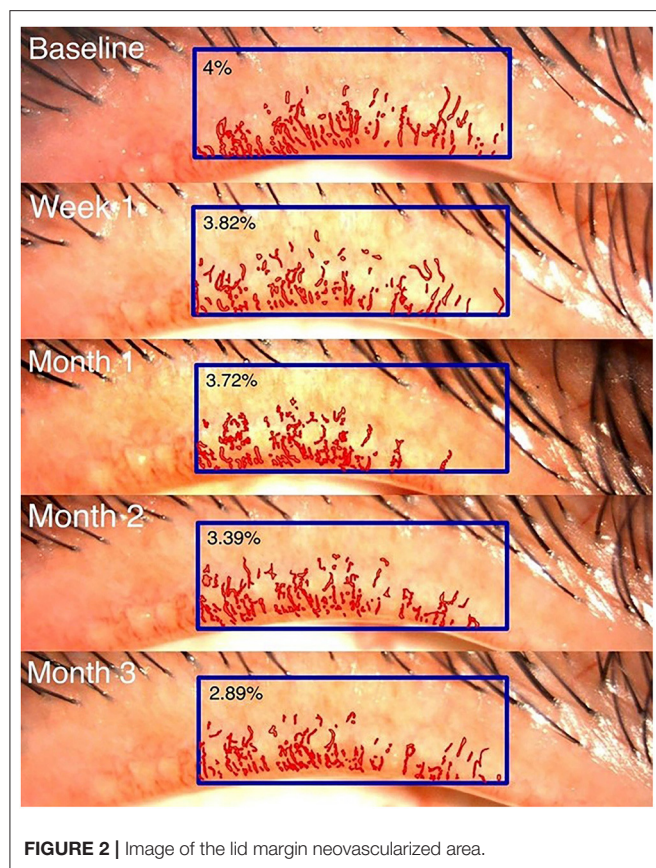 Baseline
4%
Week 1
3.82%
Month 1
3.72%
Month 2
3.39%
Month 3
2.89%
FIGURE 2 | Image of the lid margin neovascularized area.